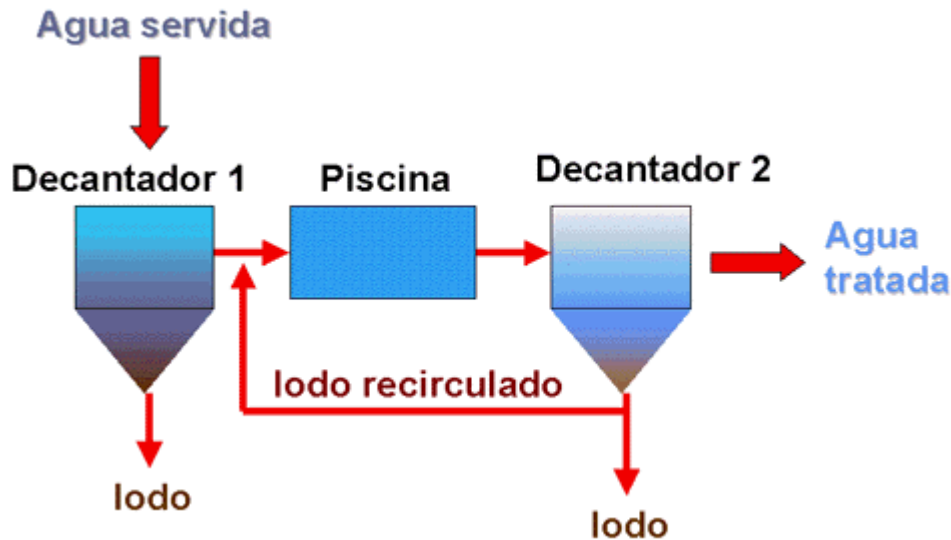 Agua servida
Decantador 1
Piscina
Decantador 2
Agua
tratada
lodo recirculado
lodo
lodo